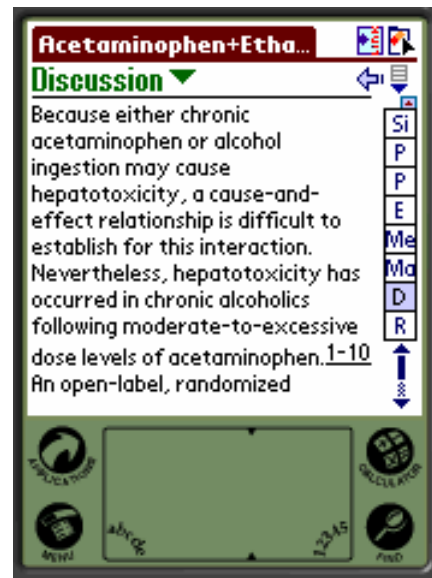 Acetaminophen+Etha...
Discussion
Because either chronic
acetaminophen or alcohol
ingestion may cause
hepatotoxicity, a cause-and-
effect relationship is difficult to
establish for this interaction.
Nevertheless, hepatotoxicity has
occurred in chronic alcoholics
following moderate-to-excessive
dose levels of acetaminophen.1-10
An open-label, randomized
Si
P
P
E
Me
Ma
D
R
APPLICATIONS
CALCULATOR
MENU
abcde
12345
FIND